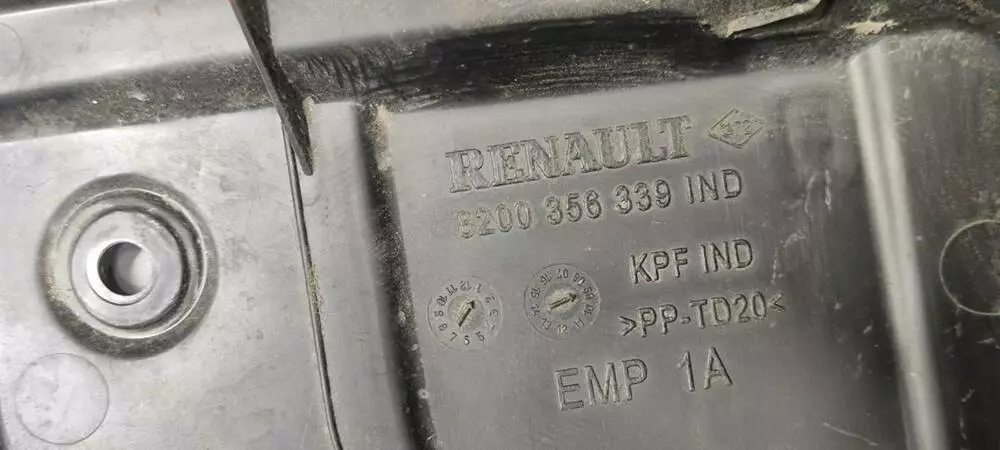 RENAULT
8200 356 339 IND
KPF IND
>PP-TD20<
EMP 1A